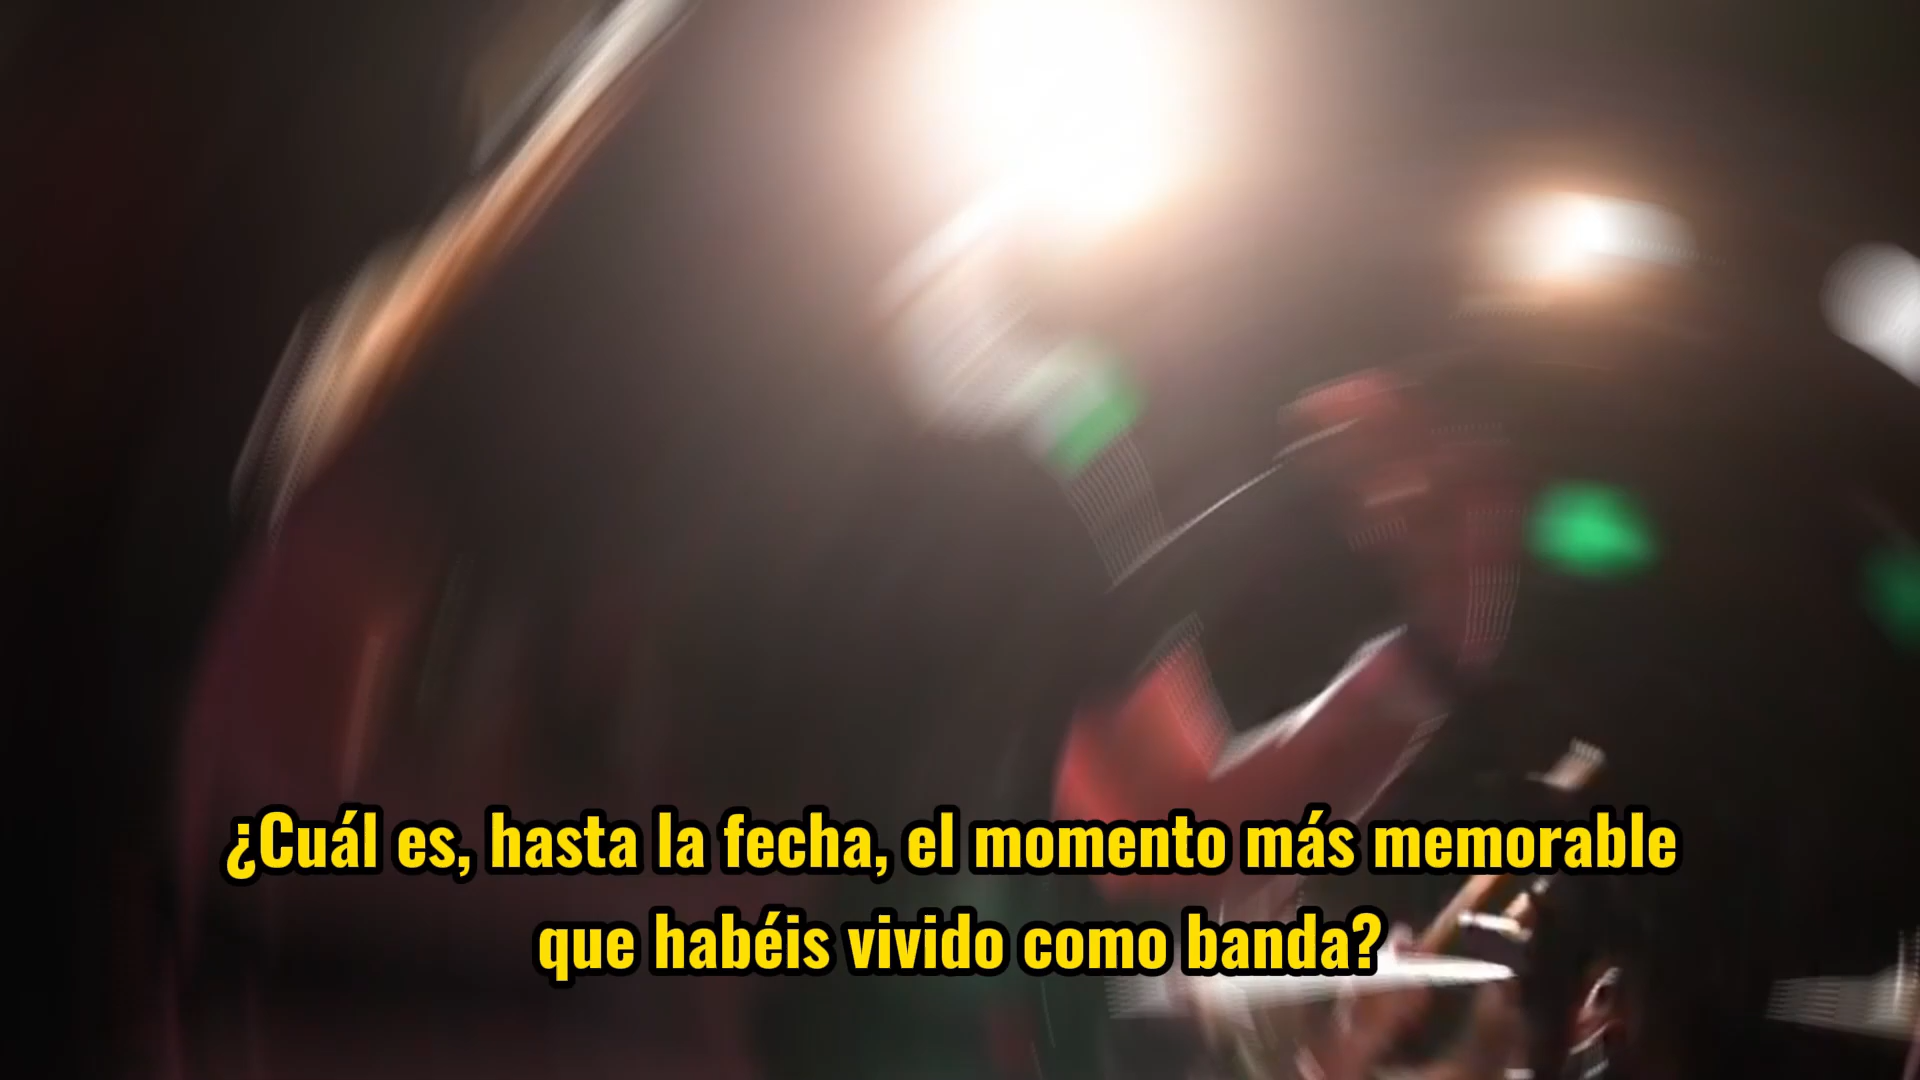 ¿Cuál es, hasta la fecha, el momento más memorable
que habéis vivido como banda?